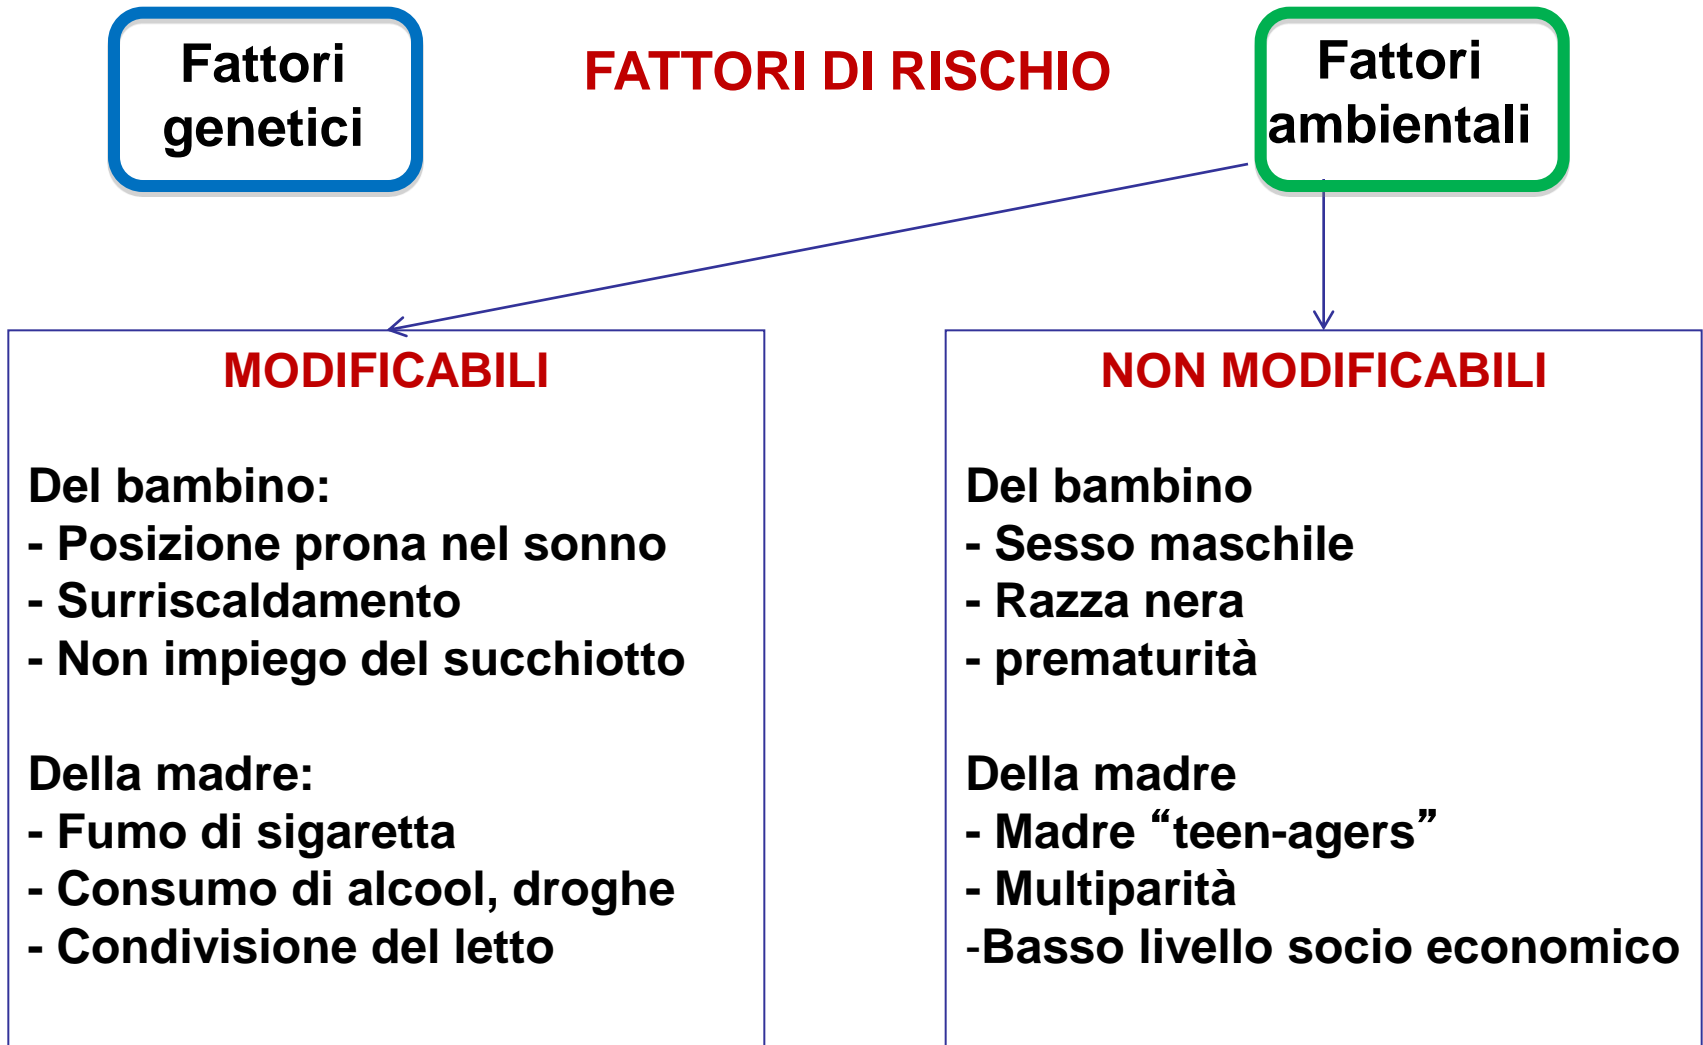 Fattori
genetici
FATTORI DI RISCHIO
Fattori
ambientali
MODIFICABILI
Del bambino:
- Posizione prona nel sonno
- Surriscaldamento
- Non impiego del succhiotto
Della madre:
- Fumo di sigaretta
- Consumo di alcool, droghe
- Condivisione del letto
NON MODIFICABILI
Del bambino
- Sesso maschile
- Razza nera
- prematurità
Della madre
- Madre “teen-agers”
- Multiparità
-Basso livello socio economico